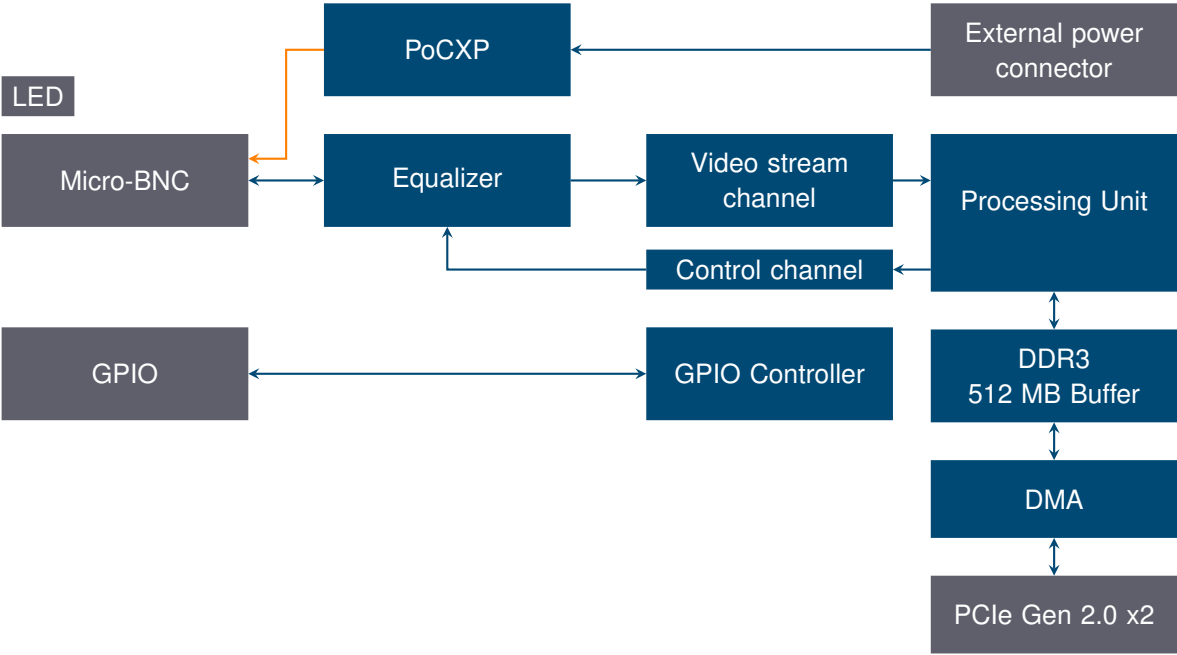 PoCXP
External power
connector
LED
Micro-BNC
Equalizer
Video stream
channel
Processing Unit
Control channel
GPIO
GPIO Controller
DDR3
512 MB Buffer
DMA
PCIe Gen 2.0 x2